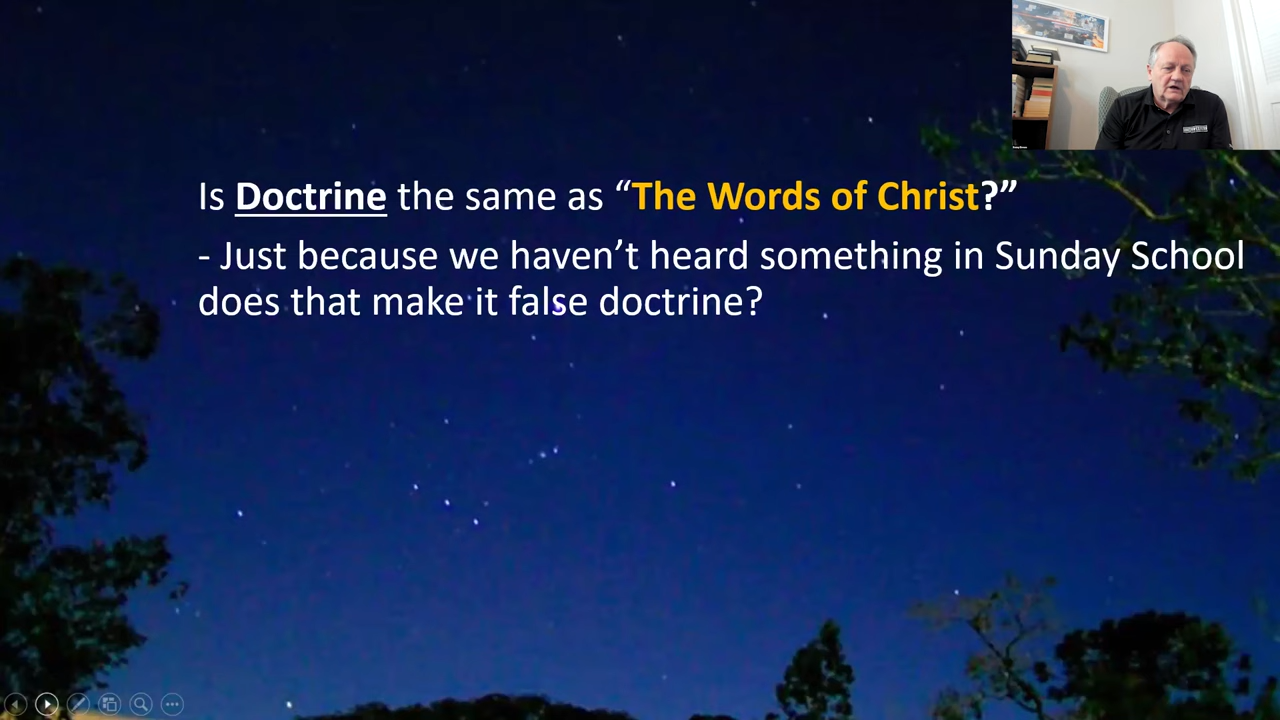 Is Doctrine the same as “The Words of Christ?”
- Just because we haven’t heard something in Sunday School
does that make it false doctrine?